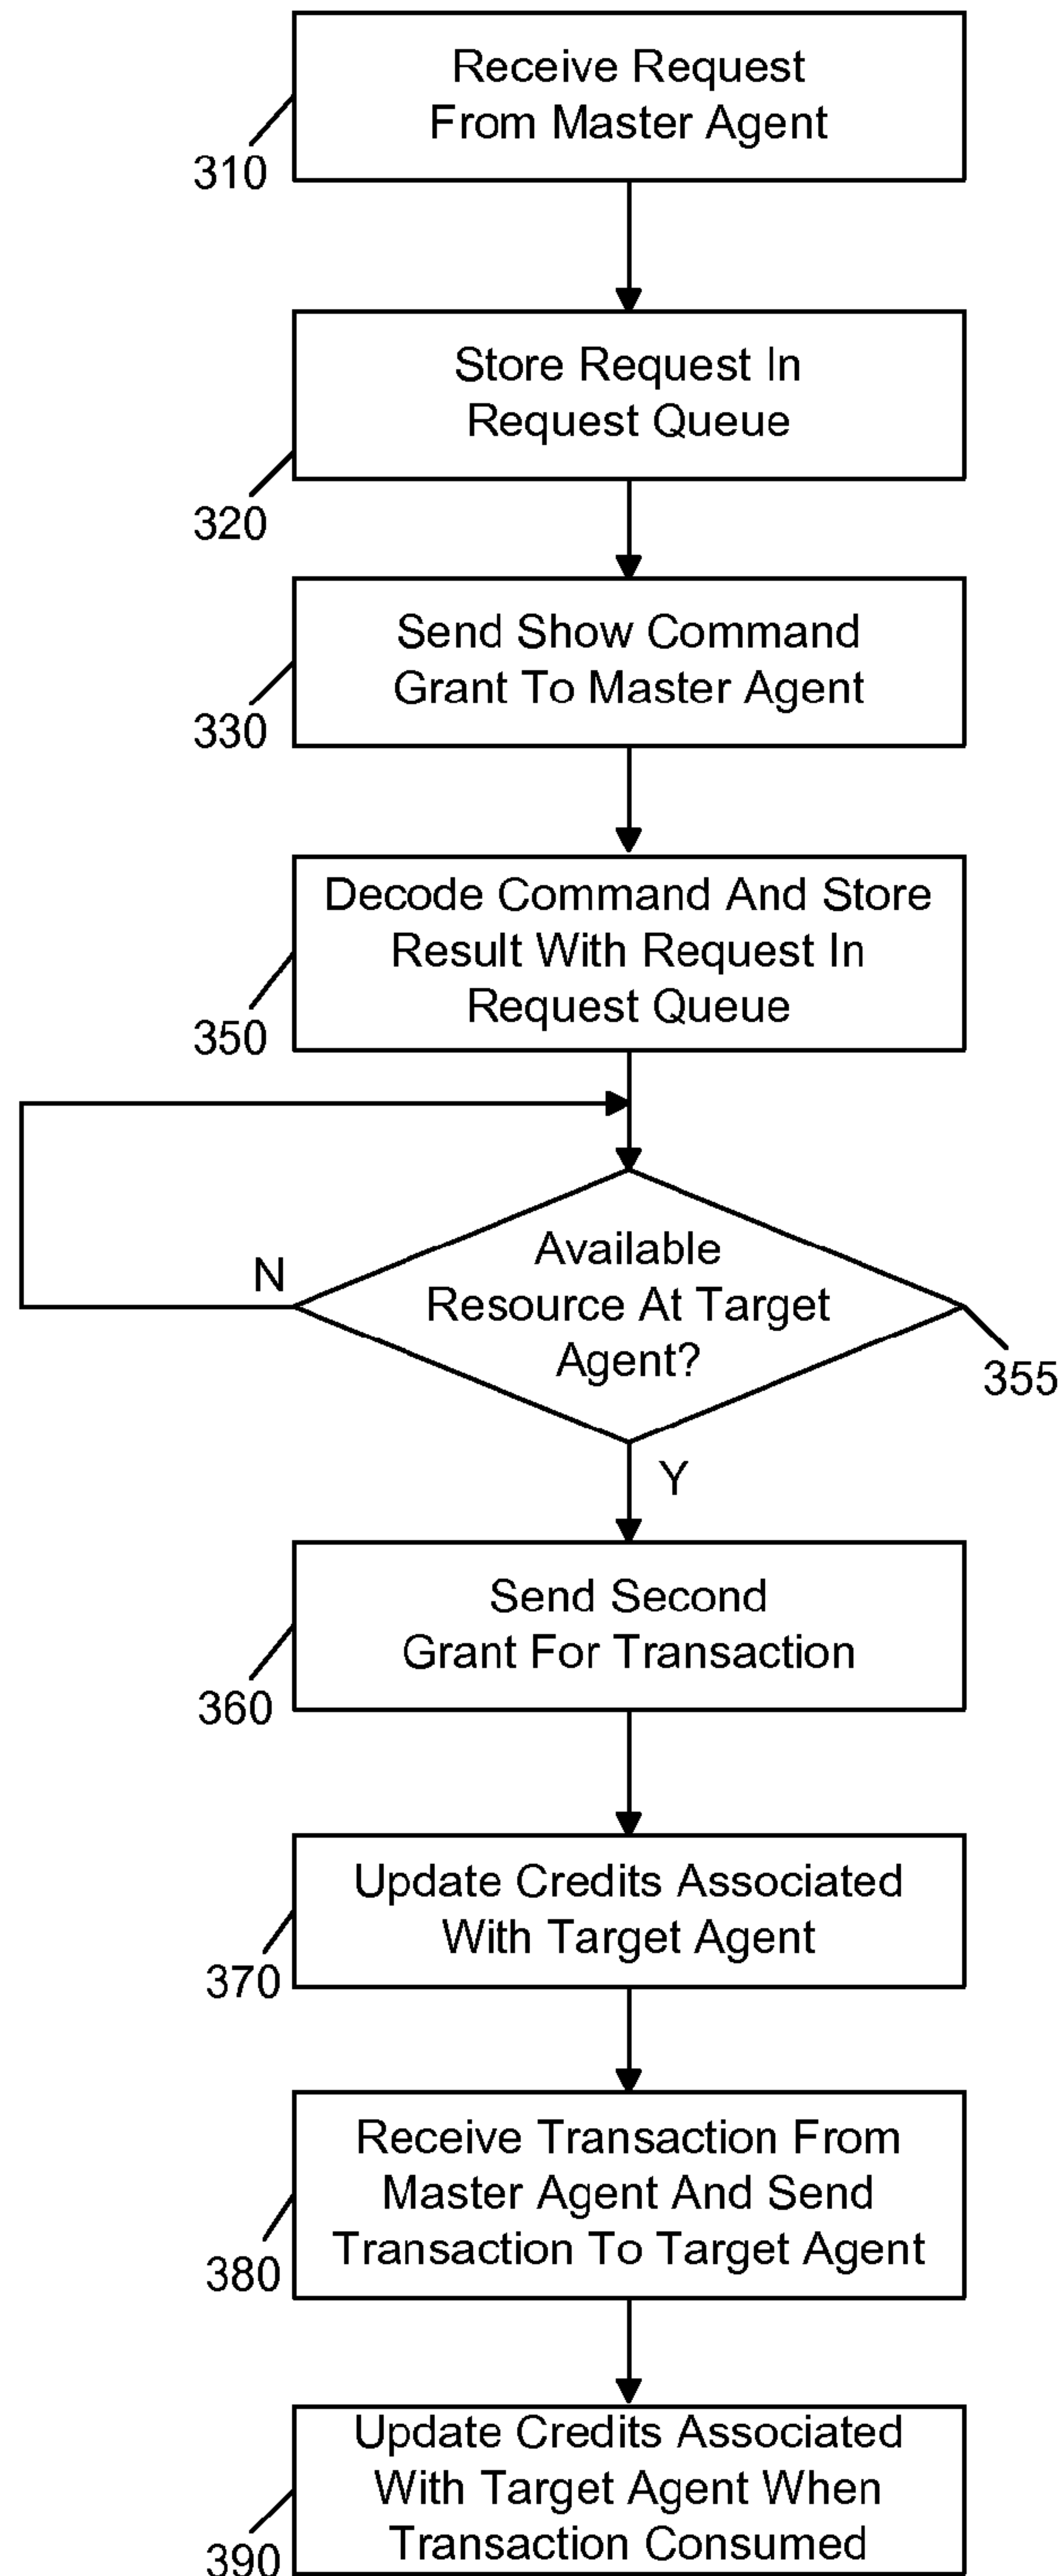 Receive Request
From Master Agent
310
Store Request In
Request Queue
320
Send Show Command
Grant To Master Agent
330
Decode Command And Store
Result With Request In
Request Queue
350
Available
Resource At Target
Agent?
N
355
Y
Send Second
Grant For Transaction
360
Update Credits Associated
With Target Agent
370
Receive Transaction From
Master Agent And Send
Transaction To Target Agent
380
Update Credits Associated
With Target Agent When
Transaction Consumed
390